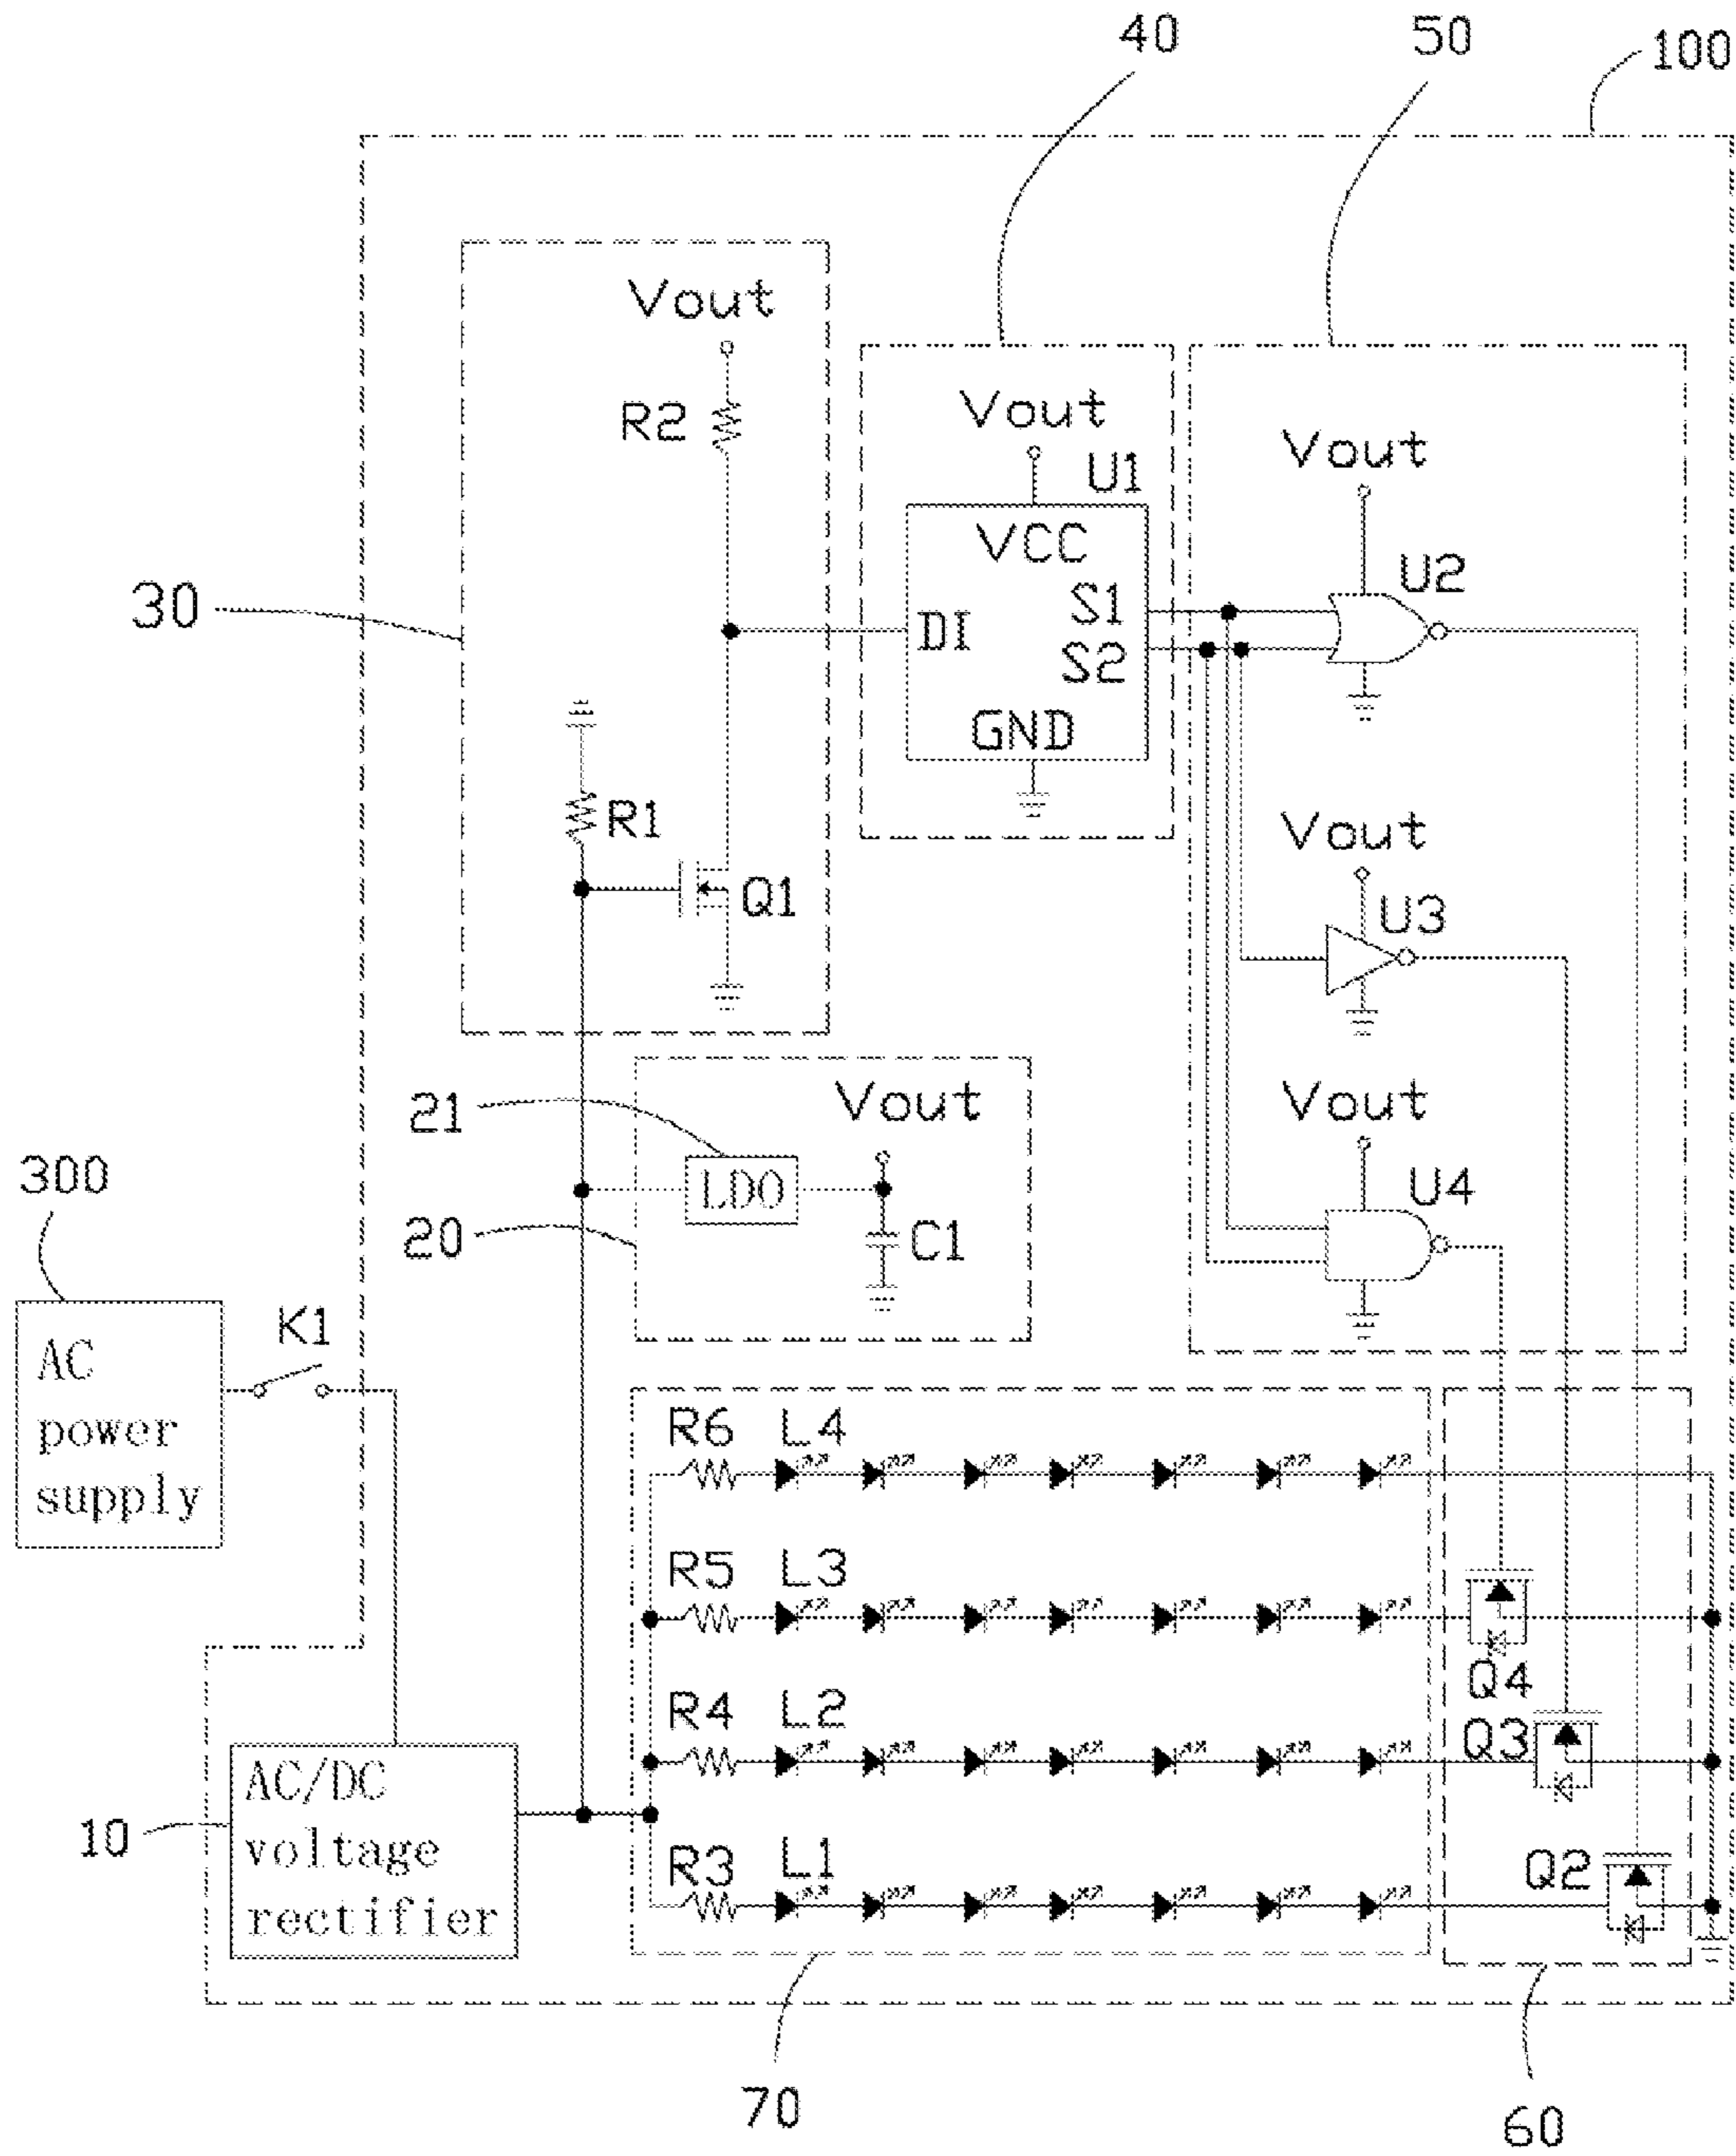 40
50
100
Vout
R2
Vout
U1
VCC
S1
DI
S2
GND
Vout
U2
30
R1
Q1
Vout
U3
21
Vout
LDO
20
C1
Vout
U4
300
AC
power
supply
K1
R6
L4
R5
L3
Q4
R4
L2
Q3
10
AC/DC
voltage
rectifier
R3
L1
Q2
70
60